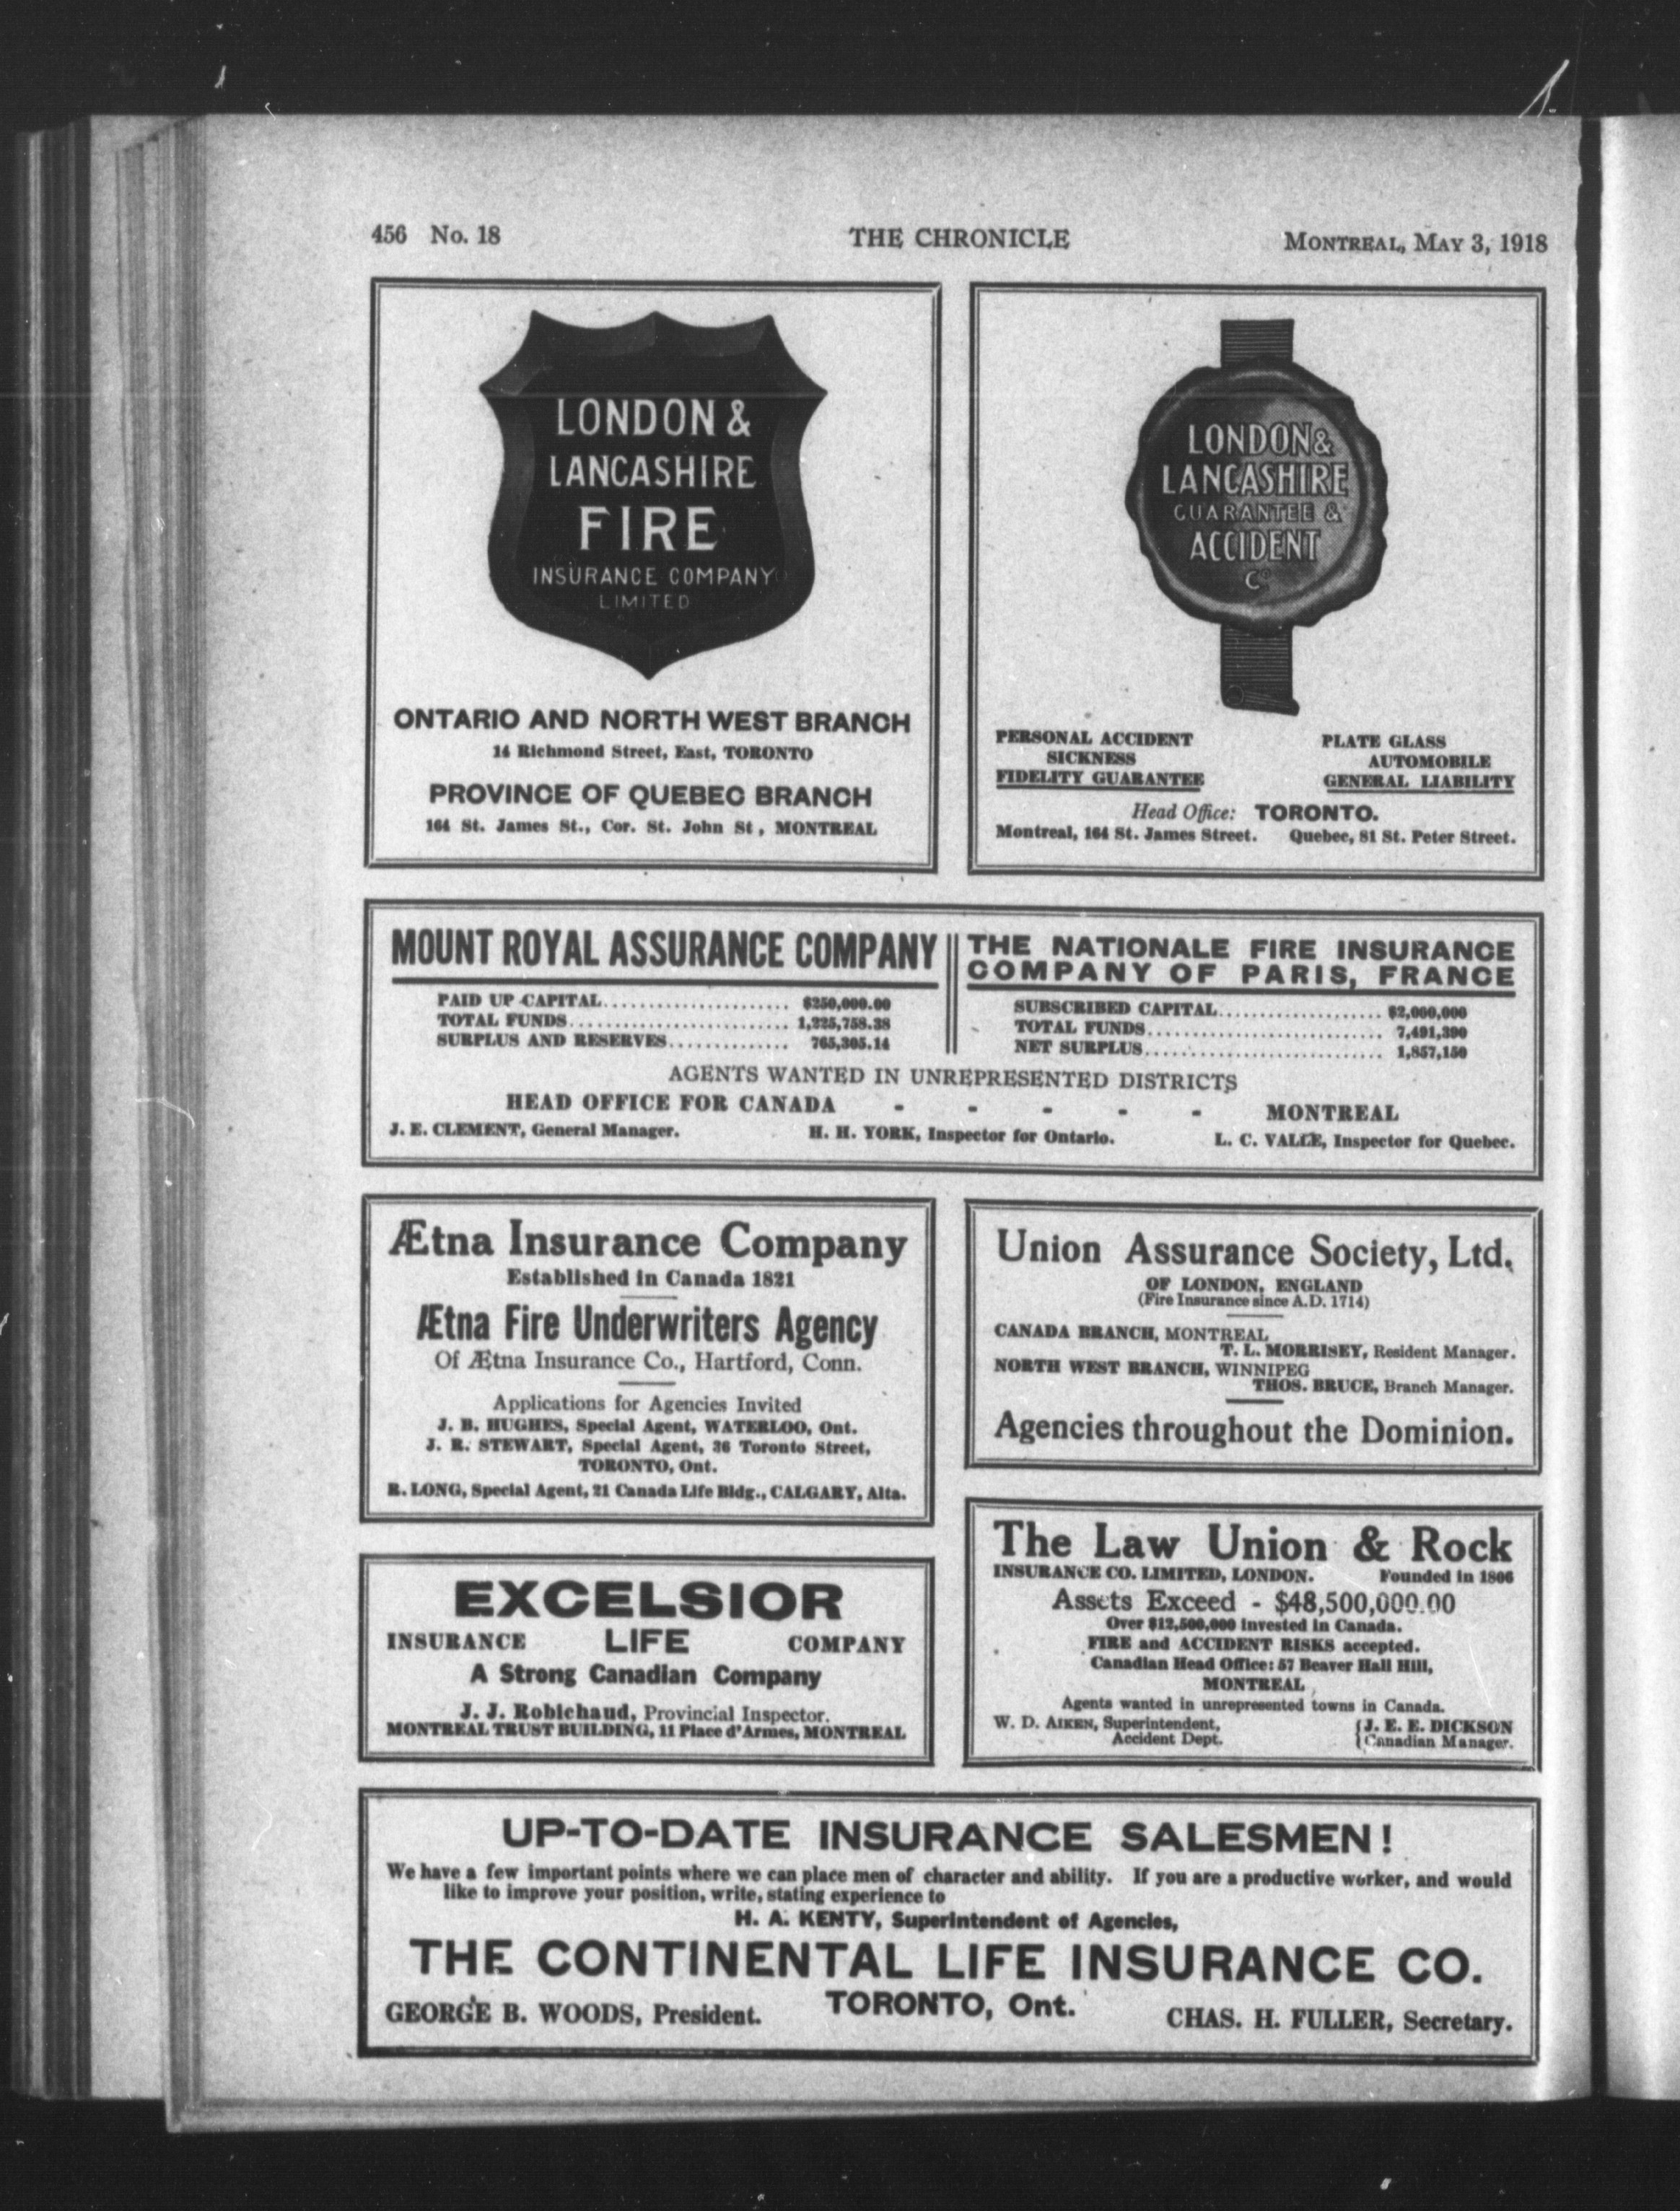 456 No. 18 THE CHRONICLE MONTREAL, MAY 3, 1918
LONDON &
LANCASHIRE
FIRE
INSURANCE COMPANY
LIMITED
ONTARIO AND NORTH WEST BRANCH
14 Richmond Street, East, TORONTO
PROVINCE OF QUEBEC BRANCH
164 St. James St., Cor. St. John St, MONTREAL
LONDON &
LANCASHIRE
GUARANTEE &
ACCIDENT
Co
PERSONAL ACCIDENT PLATE GLASS
SICKNESS AUTOMOBILE
FIDELITY GUARANTEE GENERAL LIABILITY
Head Office: TORONTO.
Montreal, 164 St. James Street. Quebec, 81 St. Peter Street.
MOUNT ROYAL ASSURANCE COMPANY
PAID UP CAPITAL..................... $250,000.00
TOTAL FUNDS......................... 1,225,758.38
SURPLUS AND RESERVES.............. 765,305.14
THE NATIONALE FIRE INSURANCE
COMPANY OF PARIS, FRANCE
SUBSCRIBED CAPITAL................... $2,000,000
TOTAL FUNDS........................... 7,491,390
NET SURPLUS........................... 1,857,150
AGENTS WANTED IN UNREPRESENTED DISTRICTS
HEAD OFFICE FOR CANADA - - - - - MONTREAL
J. E. CLEMENT, General Manager. H. H. YORK, Inspector for Ontario. L. C. VALLÉE, Inspector for Quebec.
Ætna Insurance Company
Established in Canada 1821
Ætna Fire Underwriters Agency
Of Ætna Insurance Co., Hartford, Conn.
Applications for Agencies Invited
J. B. HUGHES, Special Agent, WATERLOO, Ont.
J. R. STEWART, Special Agent, 36 Toronto Street,
TORONTO, Ont.
R. LONG, Special Agent, 21 Canada Life Bldg., CALGARY, Alta.
Union Assurance Society, Ltd.
OF LONDON, ENGLAND
(Fire Insurance since A.D. 1714)
CANADA BRANCH, MONTREAL
T. L. MORRISEY, Resident Manager.
NORTH WEST BRANCH, WINNIPEG
THOS. BRUCE, Branch Manager.
Agencies throughout the Dominion.
EXCELSIOR
INSURANCE LIFE COMPANY
A Strong Canadian Company
J. J. Robichaud, Provincial Inspector.
MONTREAL TRUST BUILDING, 11 Place d'Armes, MONTREAL
The Law Union & Rock
INSURANCE CO. LIMITED, LONDON. Founded in 1806
Assets Exceed - $48,500,000.00
Over $12,500,000 invested in Canada.
FIRE and ACCIDENT RISKS accepted.
Canadian Head Office: 57 Beaver Hall Hill,
MONTREAL
Agents wanted in unrepresented towns in Canada.
W. D. AIKEN, Superintendent, J. E. E. DICKSON
Accident Dept. Canadian Manager.
UP-TO-DATE INSURANCE SALESMEN!
We have a few important points where we can place men of character and ability. If you are a productive worker, and would
like to improve your position, write, stating experience to
H. A. KENTY, Superintendent of Agencies,
THE CONTINENTAL LIFE INSURANCE CO.
GEORGE B. WOODS, President. TORONTO, Ont. CHAS. H. FULLER, Secretary.